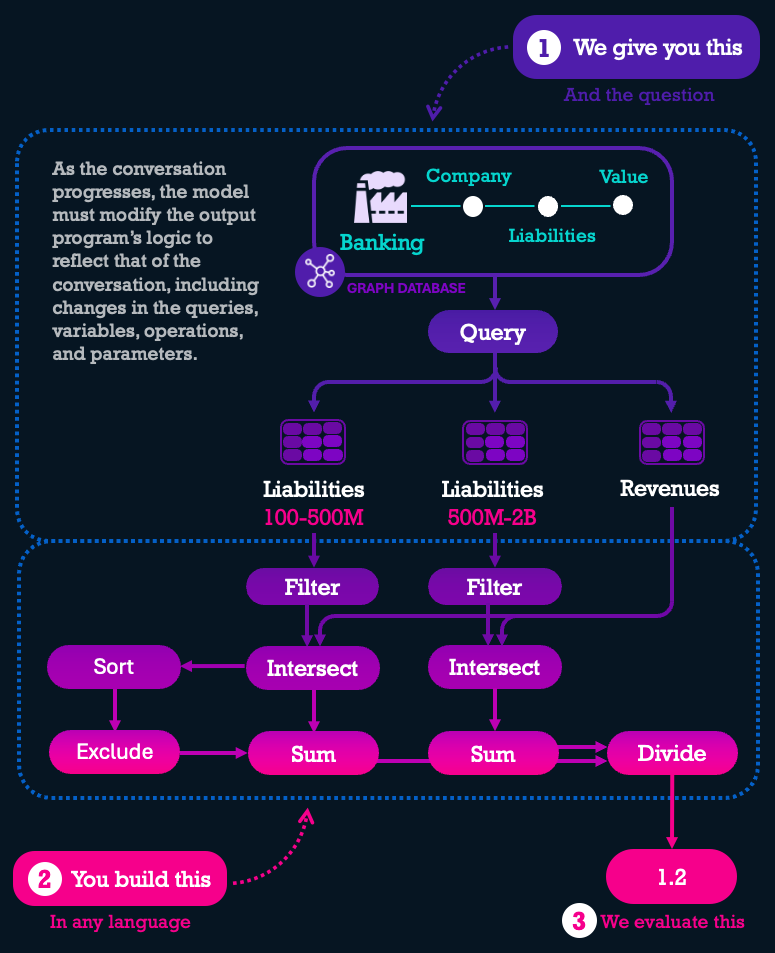 1 We give you this
And the question
As the conversation
progresses, the model
must modify the output
program's logic to
reflect that of the
conversation, including
changes in the queries,
variables, operations,
and parameters.
Company
Value
Banking
Liabilities
GRAPH DATABASE
Query
Liabilities
100-500M
Liabilities
500M-2B
Revenues
Filter
Filter
Sort
Intersect
Intersect
Exclude
Sum
Sum
Divide
2 You build this
In any language
1.2
3 We evaluate this